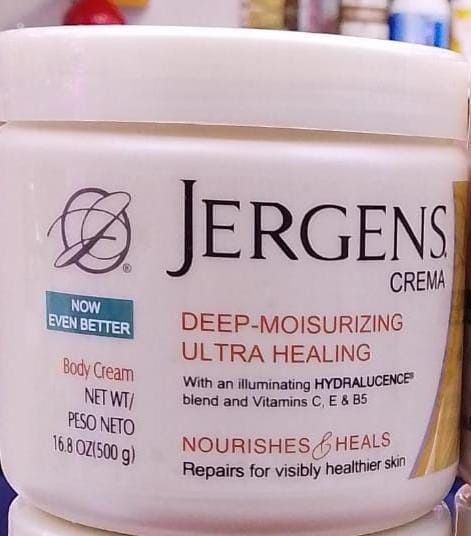 JERGENS®
CREMA
NOW
EVEN BETTER
DEEP-MOISURIZING
ULTRA HEALING
With an illuminating HYDRALUCENCE®
blend and Vitamins C, E & B5
Body Cream
NET WT/
PESO NETO
16.8 OZ(500 g)
NOURISHES & HEALS
Repairs for visibly healthier skin